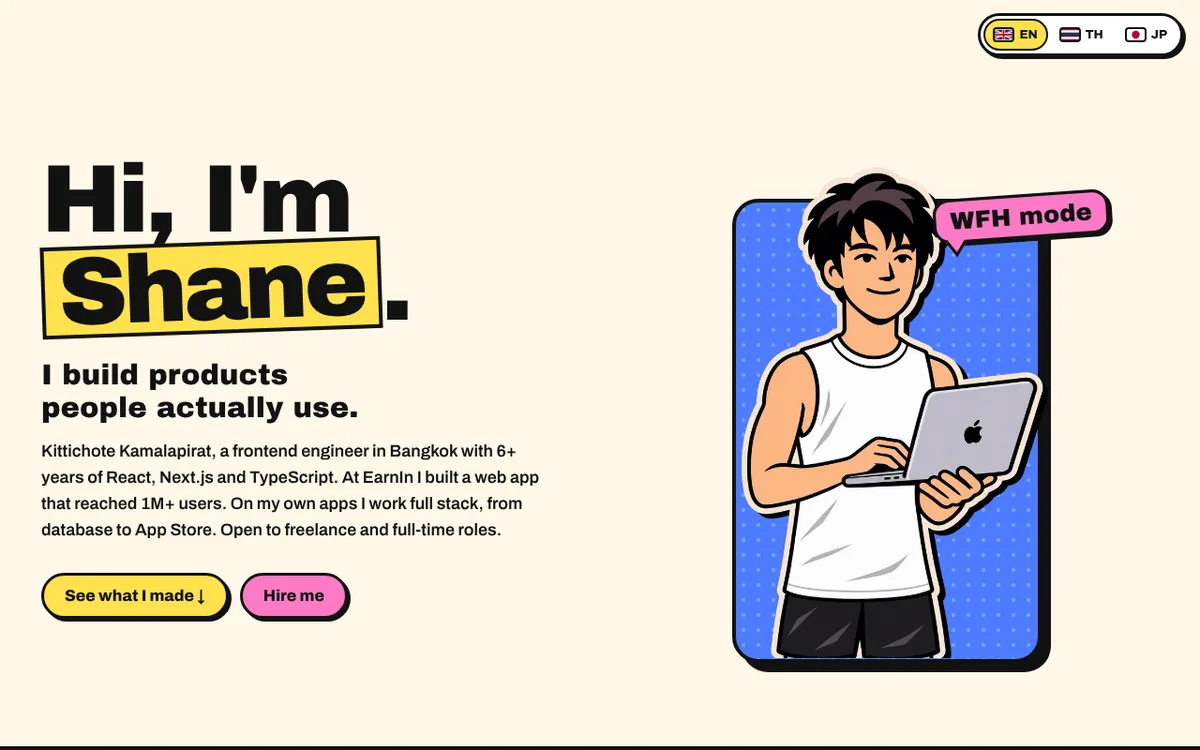 EN TH JP
Hi, I'm
Shane.
WFH mode
I build products
people actually use.
Kittichote Kamalapirat, a frontend engineer in Bangkok with 6+
years of React, Next.js and TypeScript. At EarnIn I built a web app
that reached 1M+ users. On my own apps I work full stack, from
database to App Store. Open to freelance and full-time roles.
See what I made ↓ Hire me